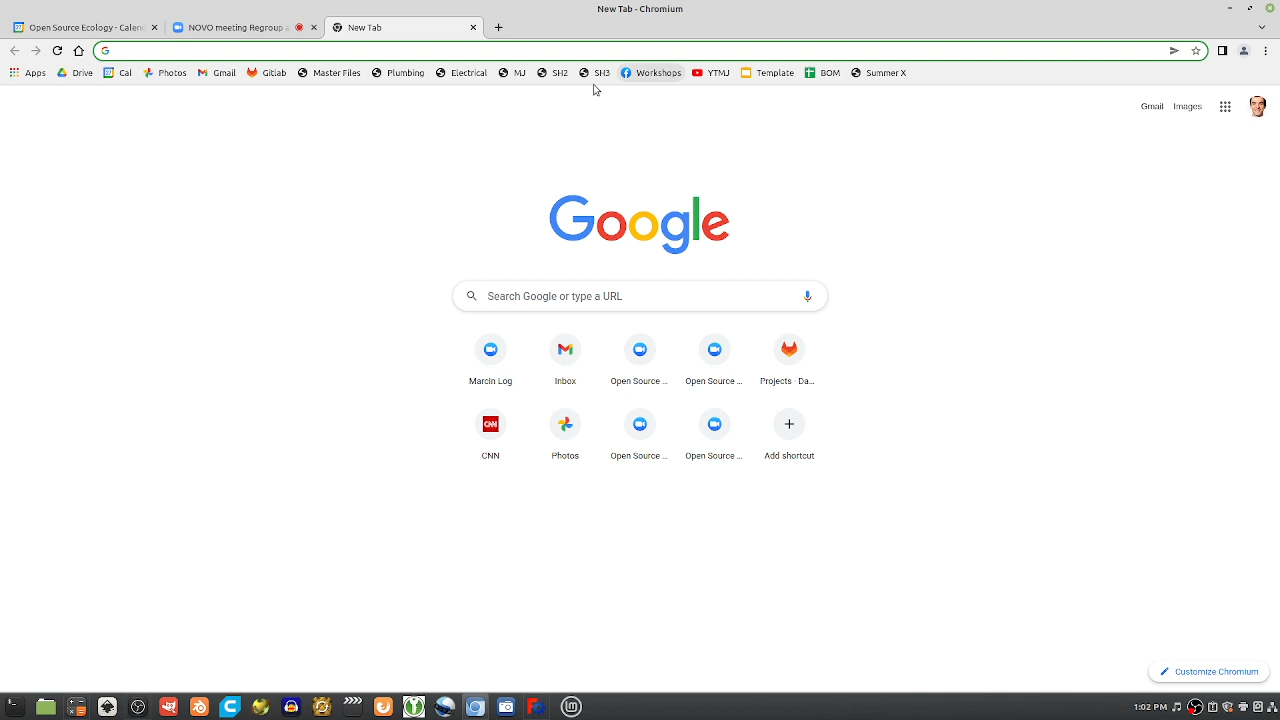 New Tab - Chromium
Open Source Ecology - Calen
NOVO meeting Regroup a
New Tab
Apps
Drive
Cal
Photos
Gmail
Gitlab
Master Files
Plumbing
Electrical
MJ
SH2
SH3
Workshops
YTMJ
Template
BOM
Summer X
Gmail
Images
Google
Search Google or type a URL
Marcin Log
Inbox
Open Source ...
Open Source ...
Projects · Da...
CNN
CNN
Photos
Open Source ...
Open Source ...
Add shortcut
Customize Chromium
1:02 PM